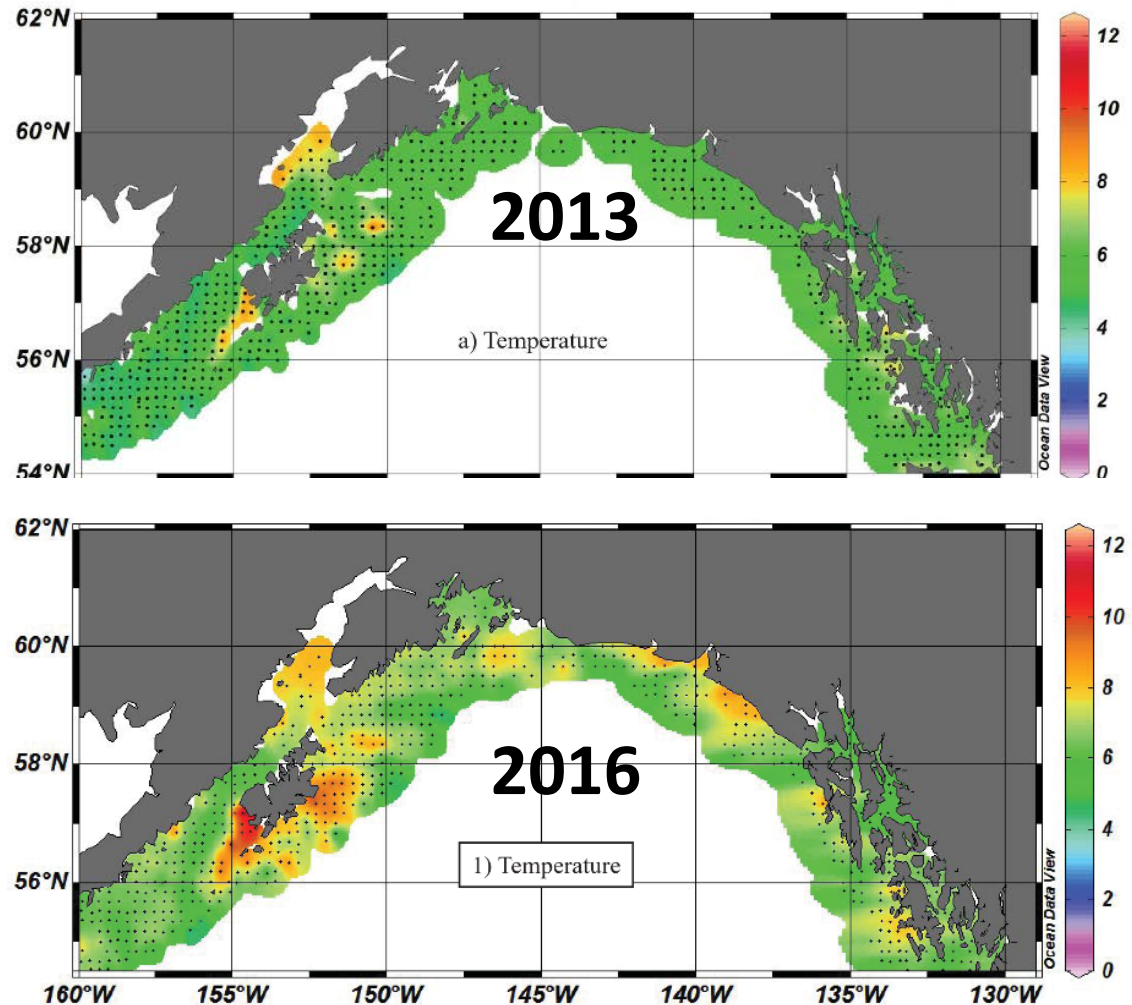 62°N
60°N
58°N
56°N
54°N
2013
a) Temperature
Ocean Data View
12
10
8
6
4
2
0
62°N
60°N
58°N
56°N
2016
1) Temperature
Ocean Data View
12
10
8
6
4
2
0
160°W 155°W 150°W 145°W 140°W 135°W 130°W